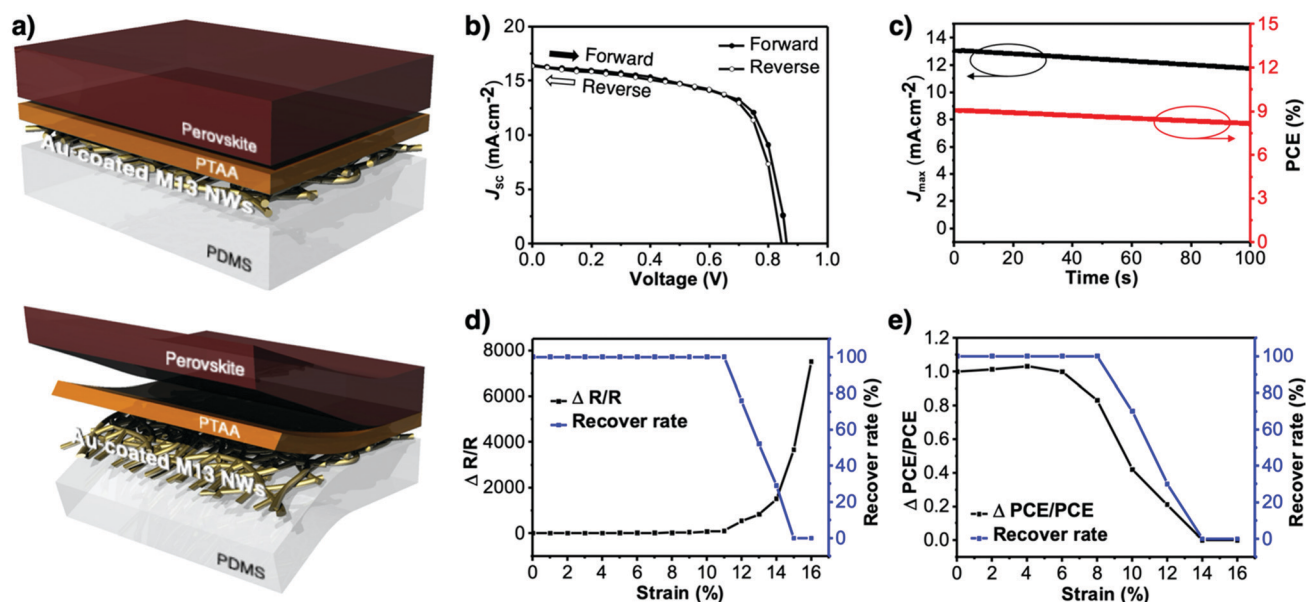 a)
Perovskite
PTAA
Au-coated M13 NWs
PDMS
Perovskite
PTAA
Au-coated M13 NWs
PDMS
b)
20
15
10
5
0
Jsc (mA·cm-2)
Forward
Reverse
Forward
Reverse
0.0 0.2 0.4 0.6 0.8 1.0
Voltage (V)
c)
14
12
10
8
6
4
2
0
Jmax (mA·cm-2)
15
12
9
6
3
0
PCE (%)
0 20 40 60 80 100
Time (s)
d)
8000
6000
4000
2000
0
Δ R/R
Δ R/R
Recover rate
100
80
60
40
20
0
Recover rate (%)
0 2 4 6 8 10 12 14 16
Strain (%)
e)
1.2
1.0
0.8
0.6
0.4
0.2
0.0
Δ PCE/PCE
Δ PCE/PCE
Recover rate
100
80
60
40
20
0
Recover rate (%)
0 2 4 6 8 10 12 14 16
Strain (%)